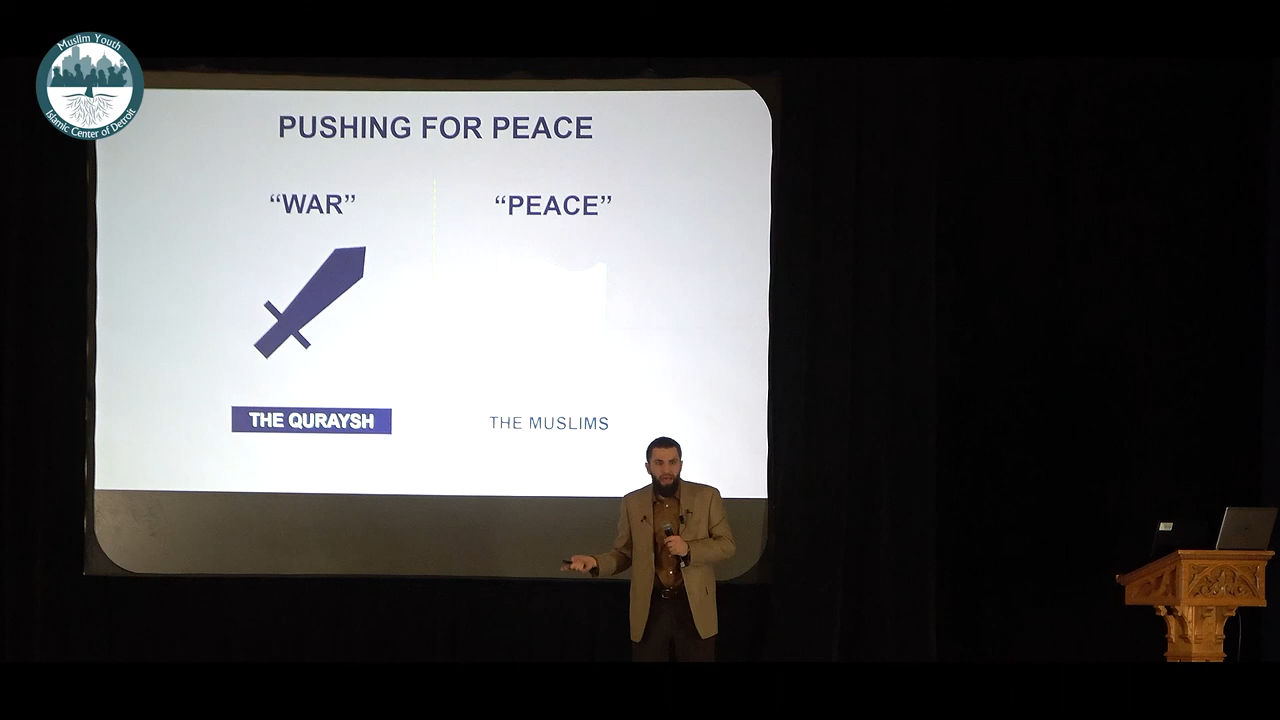 Muslim Youth
Islamic Center of Detroit
PUSHING FOR PEACE
“WAR”
“PEACE”
THE QURAYSH
THE MUSLIMS